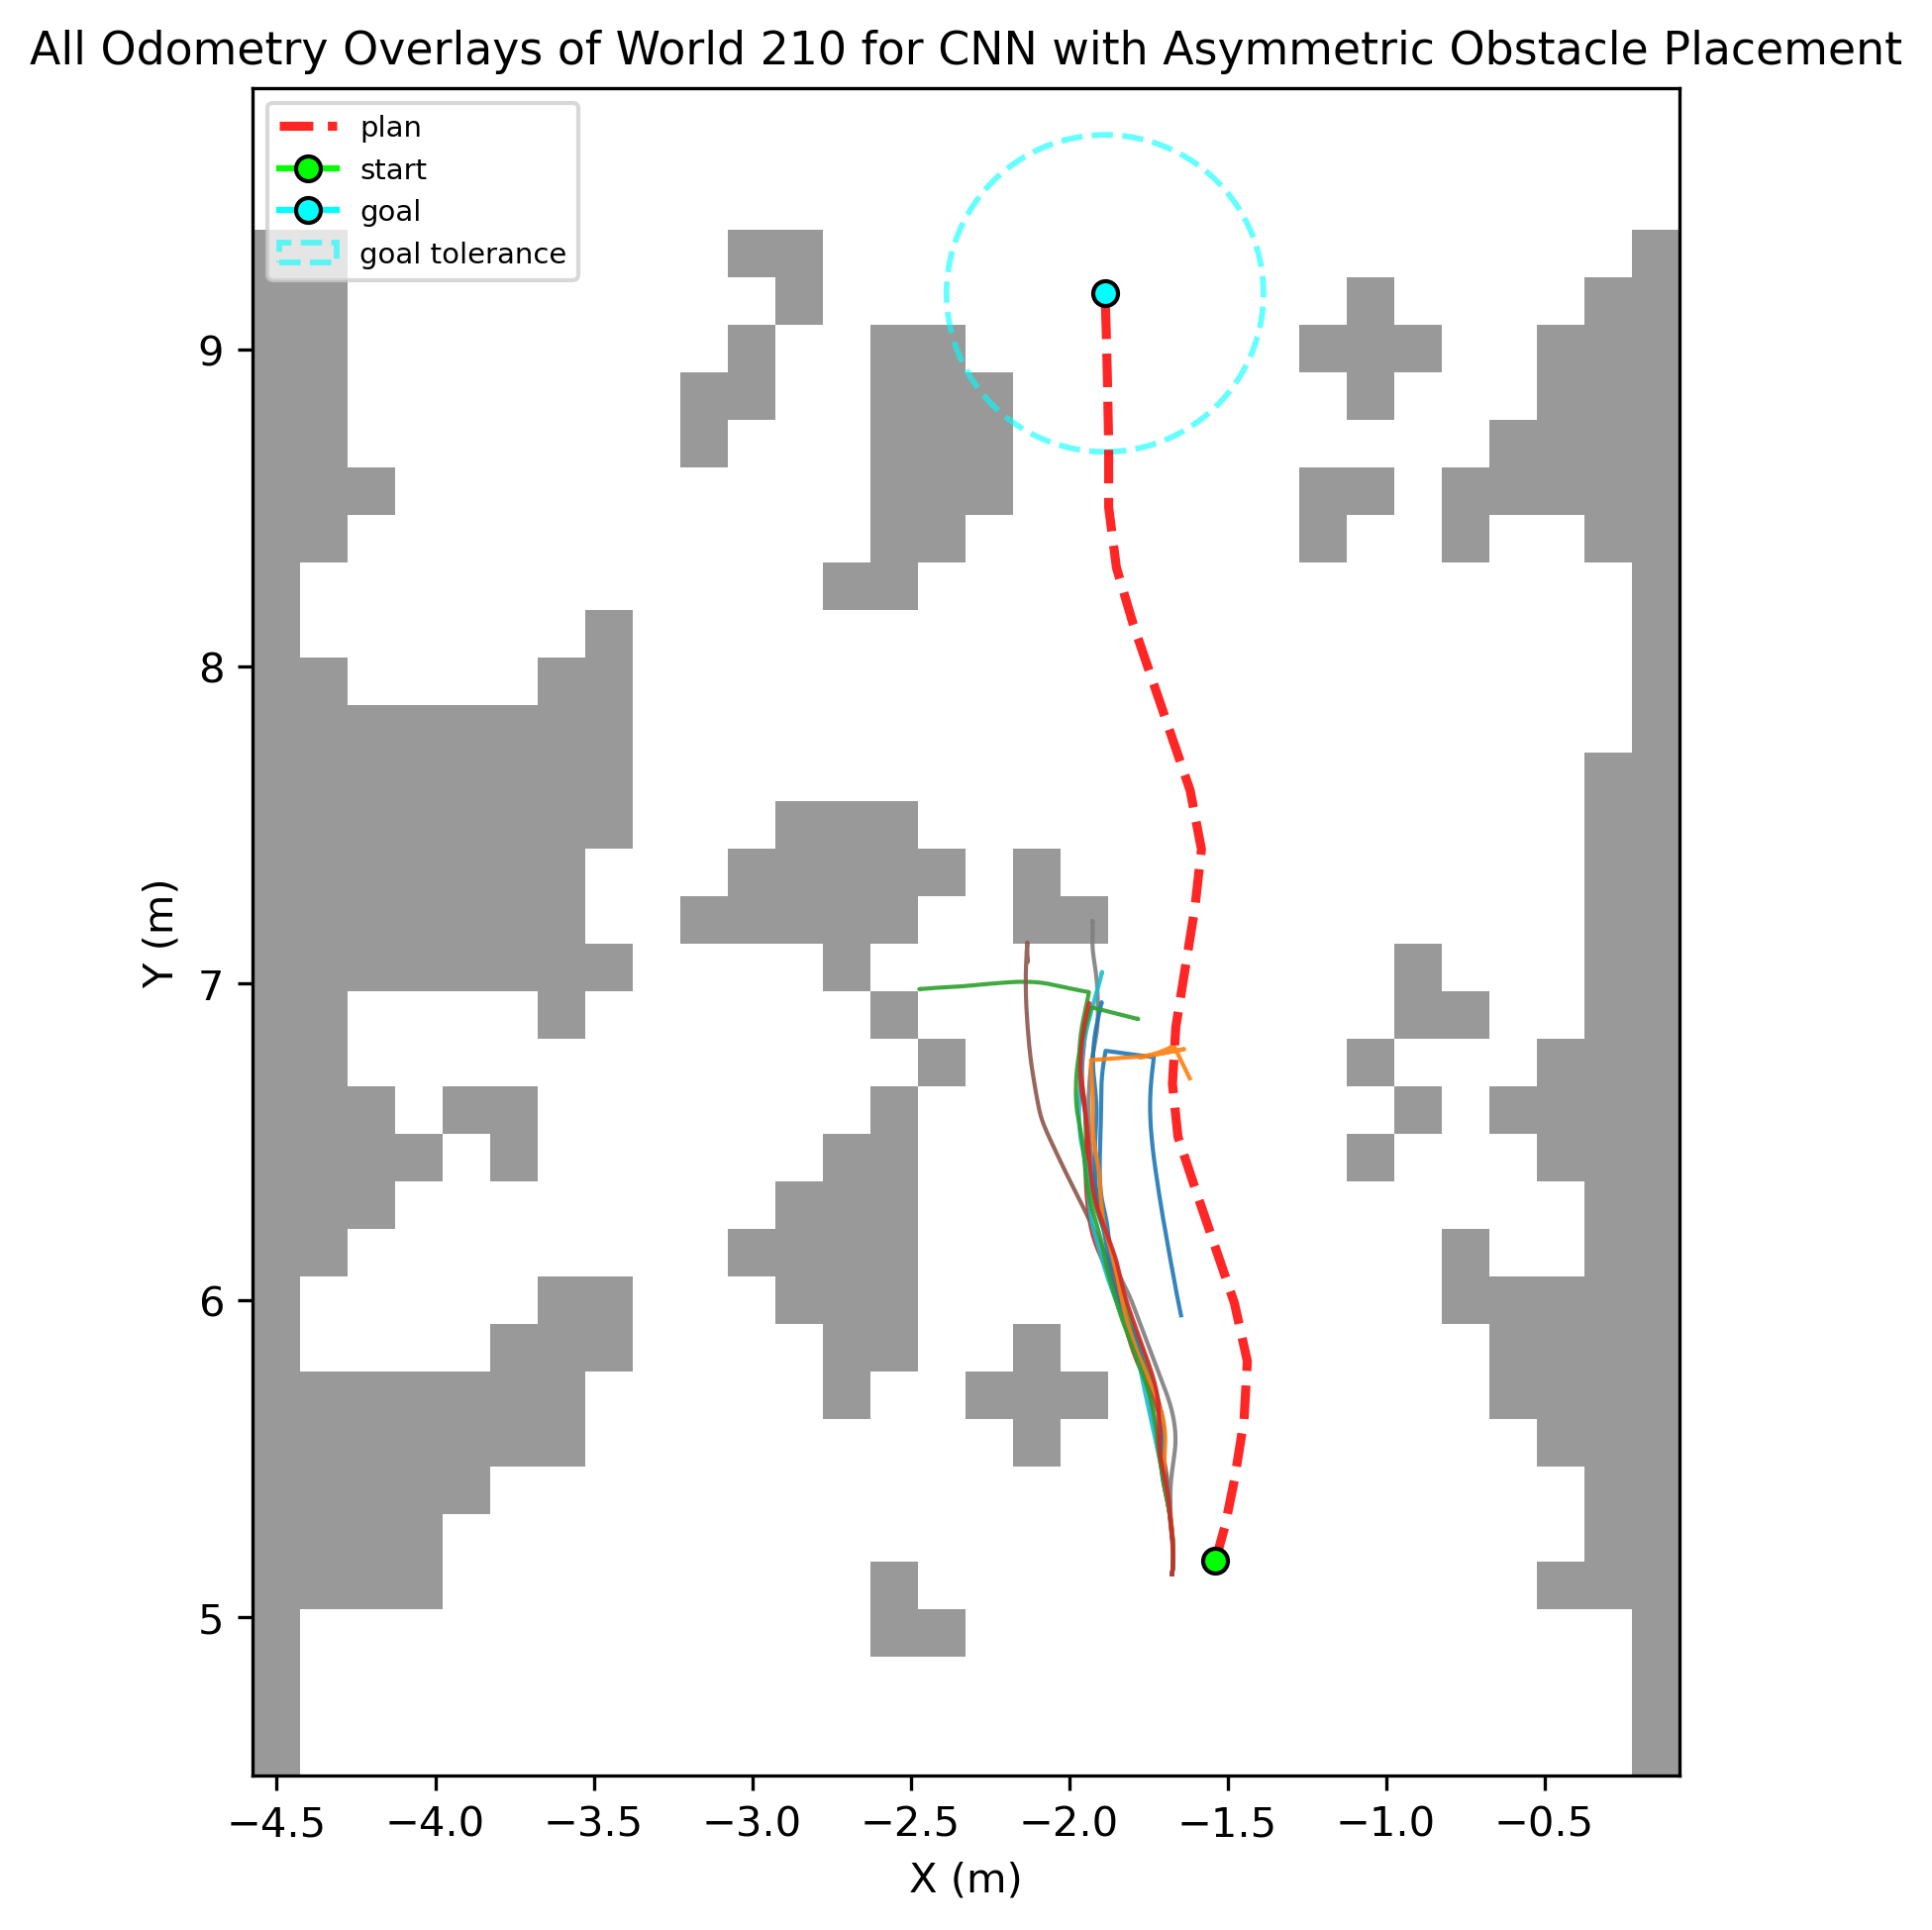 All Odometry Overlays of World 210 for CNN with Asymmetric Obstacle Placement
plan
start
goal
goal tolerance
9
8
7
6
5
Y (m)
−4.5 −4.0 −3.5 −3.0 −2.5 −2.0 −1.5 −1.0 −0.5
X (m)